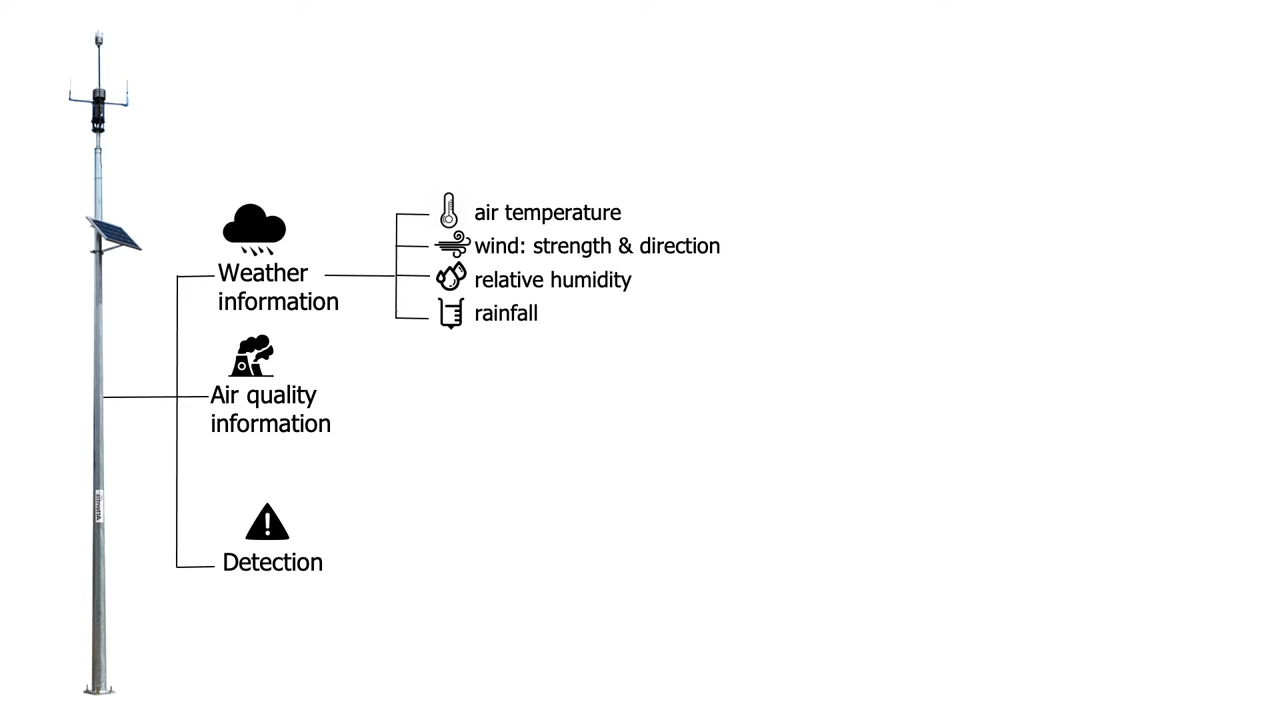 air temperature
wind: strength & direction
Weather
information
relative humidity
rainfall
Air quality
information
Detection